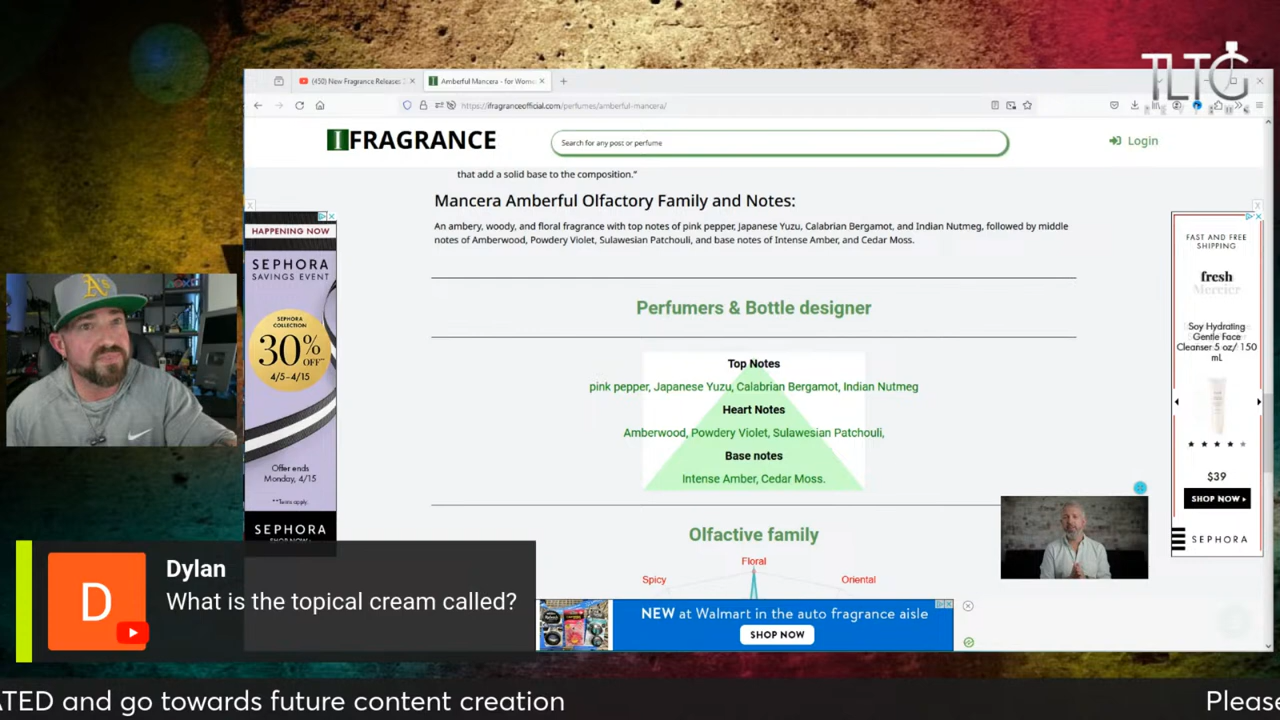 TLTG
(450) New Fragrance Releases
Amberful Mancera - for Wom
https://ifragranceofficial.com/perfumes/amberful-mancera/
IFRAGRANCE
Search for any post or perfume
Login
that add a solid base to the composition."
Mancera Amberful Olfactory Family and Notes:
An ambery, woody, and floral fragrance with top notes of pink pepper, Japanese Yuzu, Calabrian Bergamot, and Indian Nutmeg, followed by middle
notes of Amberwood, Powdery Violet, Sulawesian Patchouli, and base notes of Intense Amber, and Cedar Moss.
Perfumers & Bottle designer
Top Notes
pink pepper, Japanese Yuzu, Calabrian Bergamot, Indian Nutmeg
Heart Notes
Amberwood, Powdery Violet, Sulawesian Patchouli,
Base notes
Intense Amber, Cedar Moss.
Olfactive family
Floral
Spicy
Oriental
HAPPENING NOW
SEPHORA
SAVINGS EVENT
SEPHORA
COLLECTION
30%
OFF**
4/5–4/15
Offer ends
Monday, 4/15
**Terms apply.
SEPHORA
FAST AND FREE
SHIPPING
fresh
Soy Hydrating
Gentle Face
Cleanser 5 oz/ 150
mL
$39
SHOP NOW
SEPHORA
NEW at Walmart in the auto fragrance aisle
SHOP NOW
D
Dylan
What is the topical cream called?
ATED and go towards future content creation
Please